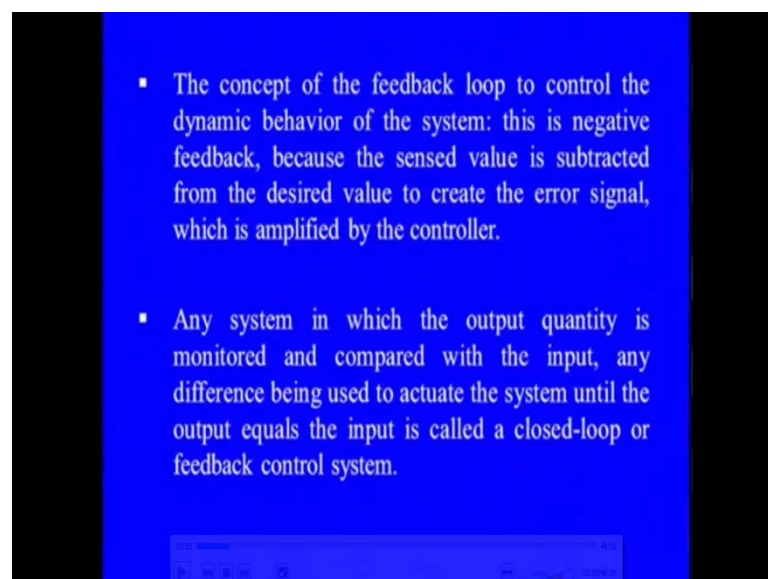 ▪ The concept of the feedback loop to control the
dynamic behavior of the system: this is negative
feedback, because the sensed value is subtracted
from the desired value to create the error signal,
which is amplified by the controller.
▪ Any system in which the output quantity is
monitored and compared with the input, any
difference being used to actuate the system until the
output equals the input is called a closed-loop or
feedback control system.